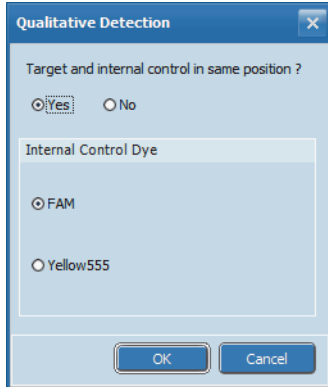 Qualitative Detection
Target and internal control in same position ?
Yes No
Internal Control Dye
FAM
Yellow555
OK Cancel